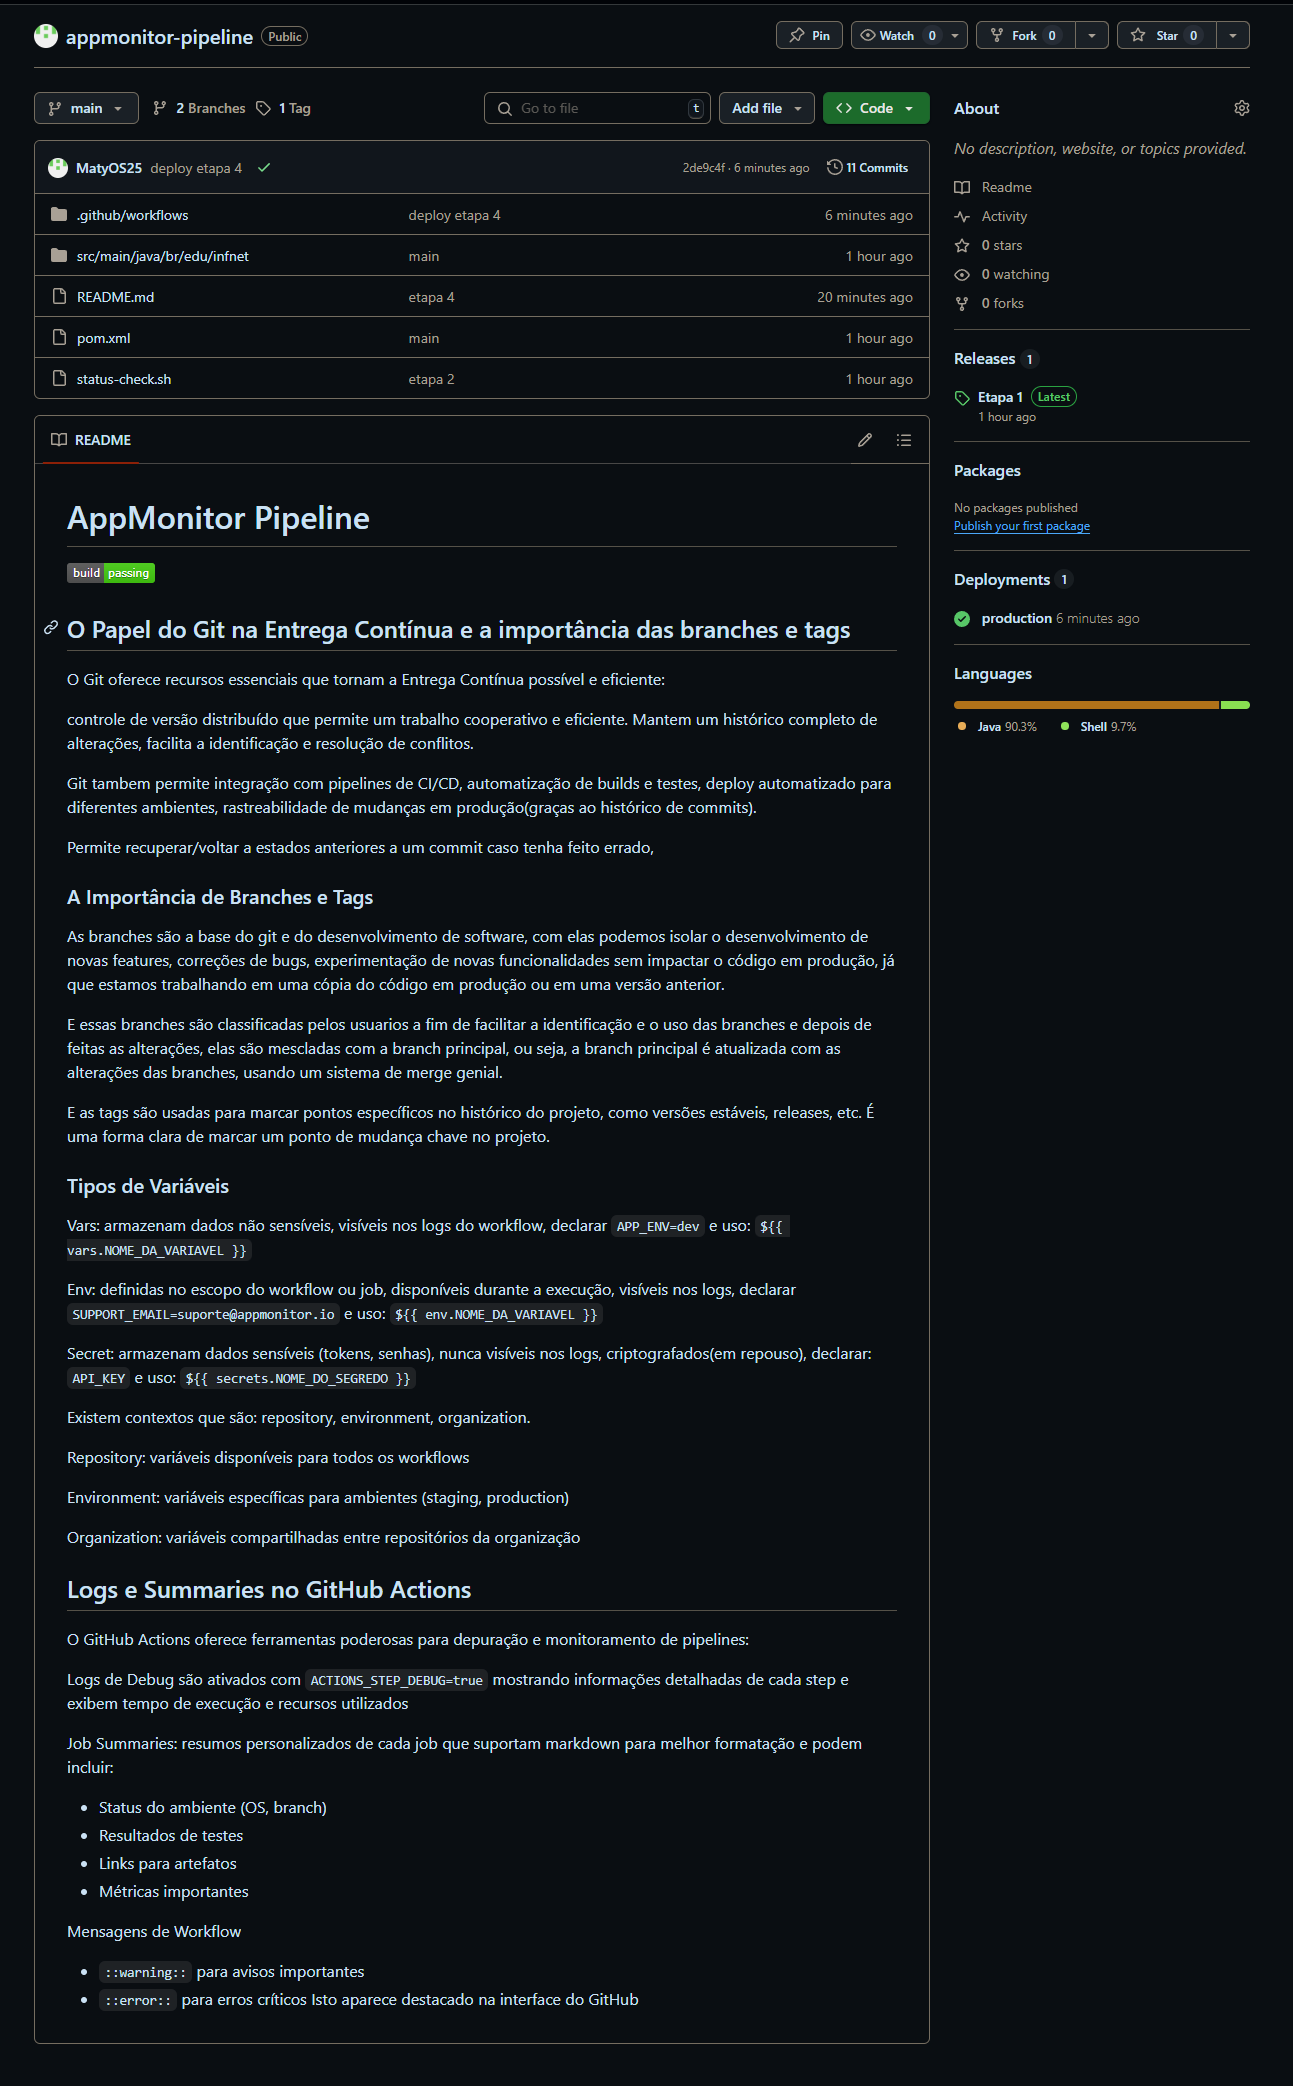 appmonitor-pipeline Public
Pin Watch 0 Fork 0 Star 0
main 2 Branches 1 Tag
Go to file t
Add file Code
MatyOS25 deploy etapa 4 2de9c4f · 6 minutes ago 11 Commits
.github/workflows deploy etapa 4 6 minutes ago
src/main/java/br/edu/infnet main 1 hour ago
README.md etapa 4 20 minutes ago
pom.xml main 1 hour ago
status-check.sh etapa 2 1 hour ago
README
AppMonitor Pipeline
build passing
O Papel do Git na Entrega Contínua e a importância das branches e tags
O Git oferece recursos essenciais que tornam a Entrega Contínua possível e eficiente:
controle de versão distribuído que permite um trabalho cooperativo e eficiente. Mantem um histórico completo de
alterações, facilita a identificação e resolução de conflitos.
Git tambem permite integração com pipelines de CI/CD, automatização de builds e testes, deploy automatizado para
diferentes ambientes, rastreabilidade de mudanças em produção(graças ao histórico de commits).
Permite recuperar/voltar a estados anteriores a um commit caso tenha feito errado,
A Importância de Branches e Tags
As branches são a base do git e do desenvolvimento de software, com elas podemos isolar o desenvolvimento de
novas features, correções de bugs, experimentação de novas funcionalidades sem impactar o código em produção, já
que estamos trabalhando em uma cópia do código em produção ou em uma versão anterior.
E essas branches são classificadas pelos usuarios a fim de facilitar a identificação e o uso das branches e depois de
feitas as alterações, elas são mescladas com a branch principal, ou seja, a branch principal é atualizada com as
alterações das branches, usando um sistema de merge genial.
E as tags são usadas para marcar pontos específicos no histórico do projeto, como versões estáveis, releases, etc. É
uma forma clara de marcar um ponto de mudança chave no projeto.
Tipos de Variáveis
Vars: armazenam dados não sensíveis, visíveis nos logs do workflow, declarar APP_ENV=dev e uso: ${{
vars.NOME_DA_VARIAVEL }}
Env: definidas no escopo do workflow ou job, disponíveis durante a execução, visíveis nos logs, declarar
SUPPORT_EMAIL=suporte@appmonitor.io e uso: ${{ env.NOME_DA_VARIAVEL }}
Secret: armazenam dados sensíveis (tokens, senhas), nunca visíveis nos logs, criptografados(em repouso), declarar:
API_KEY e uso: ${{ secrets.NOME_DO_SEGREDO }}
Existem contextos que são: repository, environment, organization.
Repository: variáveis disponíveis para todos os workflows
Environment: variáveis específicas para ambientes (staging, production)
Organization: variáveis compartilhadas entre repositórios da organização
Logs e Summaries no GitHub Actions
O GitHub Actions oferece ferramentas poderosas para depuração e monitoramento de pipelines:
Logs de Debug são ativados com ACTIONS_STEP_DEBUG=true mostrando informações detalhadas de cada step e
exibem tempo de execução e recursos utilizados
Job Summaries: resumos personalizados de cada job que suportam markdown para melhor formatação e podem
incluir:
• Status do ambiente (OS, branch)
• Resultados de testes
• Links para artefatos
• Métricas importantes
Mensagens de Workflow
• ::warning:: para avisos importantes
• ::error:: para erros críticos Isto aparece destacado na interface do GitHub
About
No description, website, or topics provided.
Readme
Activity
0 stars
0 watching
0 forks
Releases 1
Etapa 1 Latest
1 hour ago
Packages
No packages published
Publish your first package
Deployments 1
production 6 minutes ago
Languages
Java 90.3% Shell 9.7%